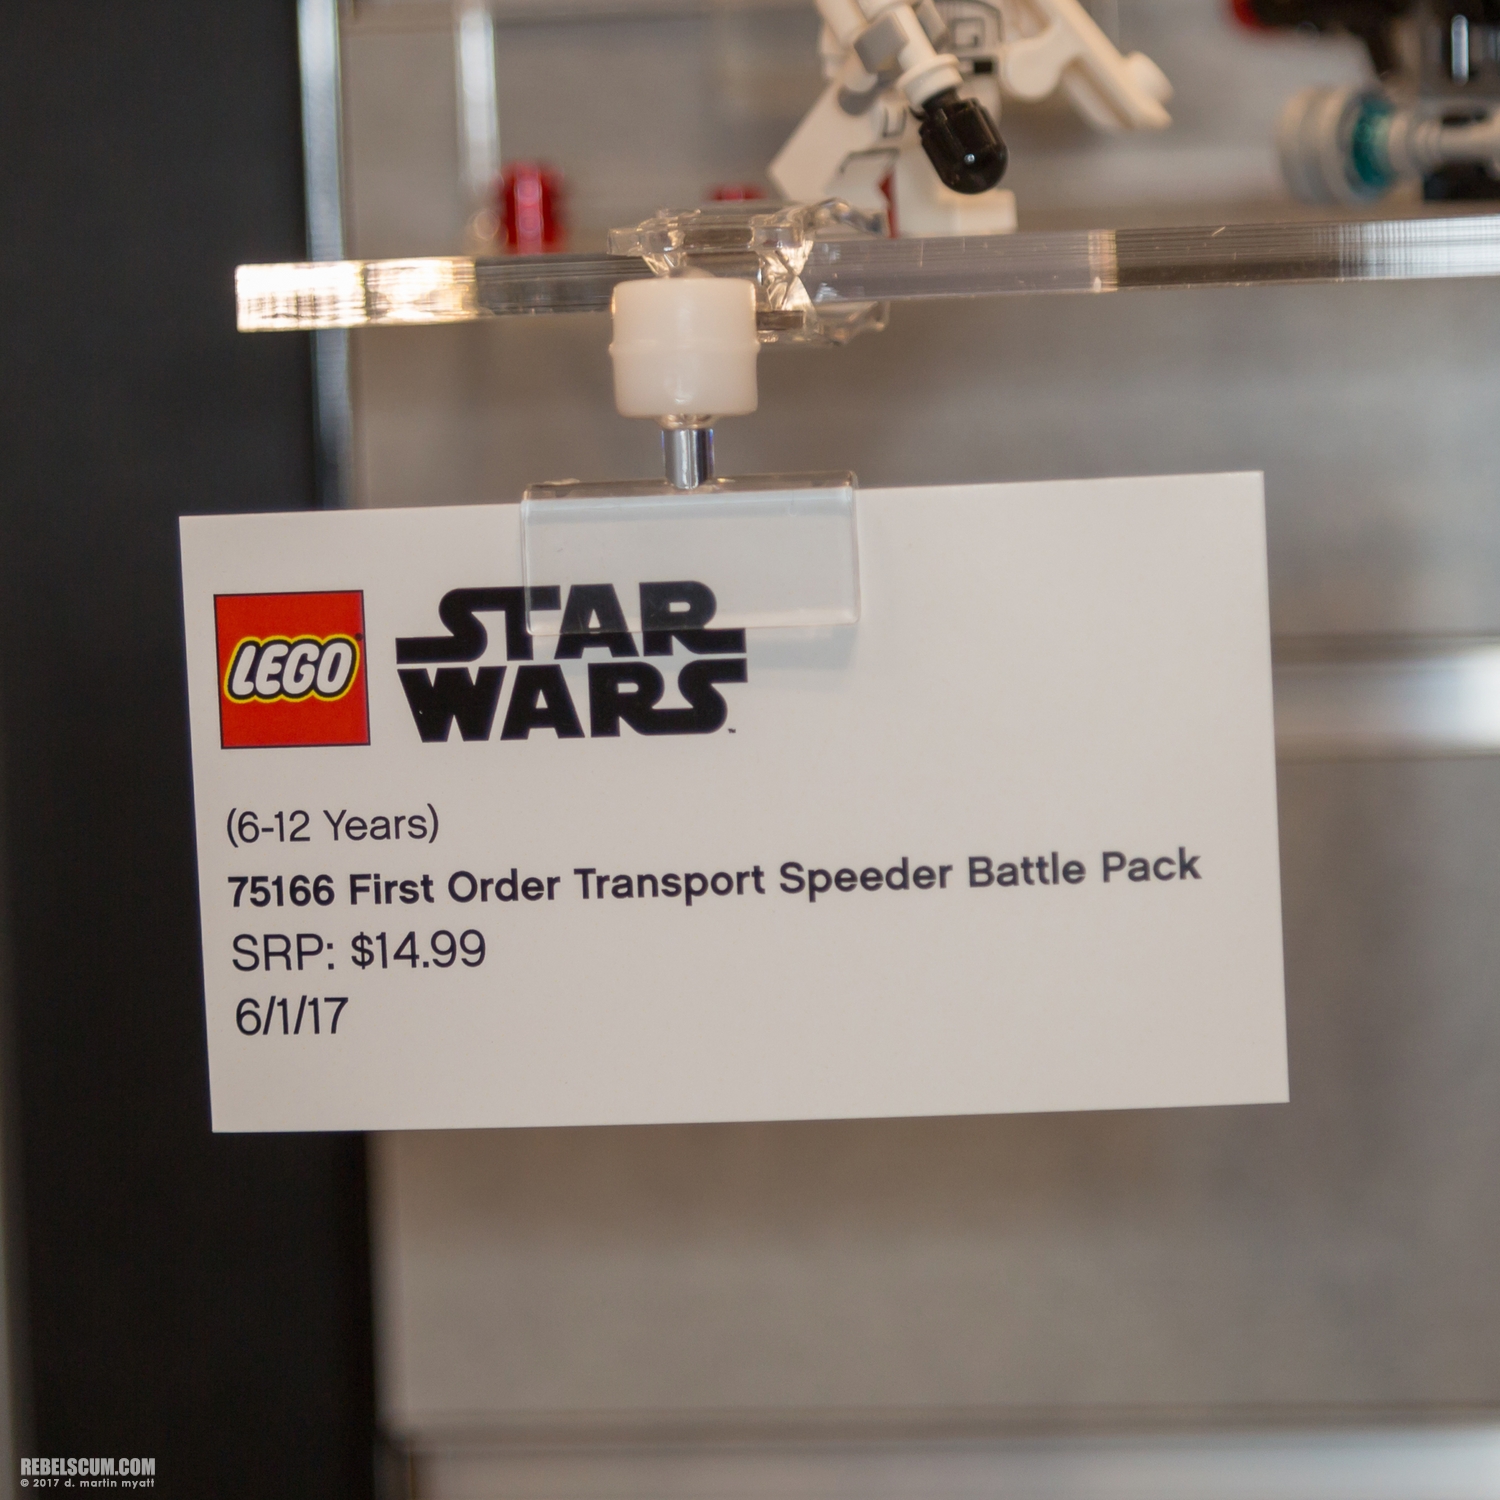 LEGO
STAR
WARS™
(6-12 Years)
75166 First Order Transport Speeder Battle Pack
SRP: $14.99
6/1/17
REBELSCUM.COM
© 2017 d. martin myatt